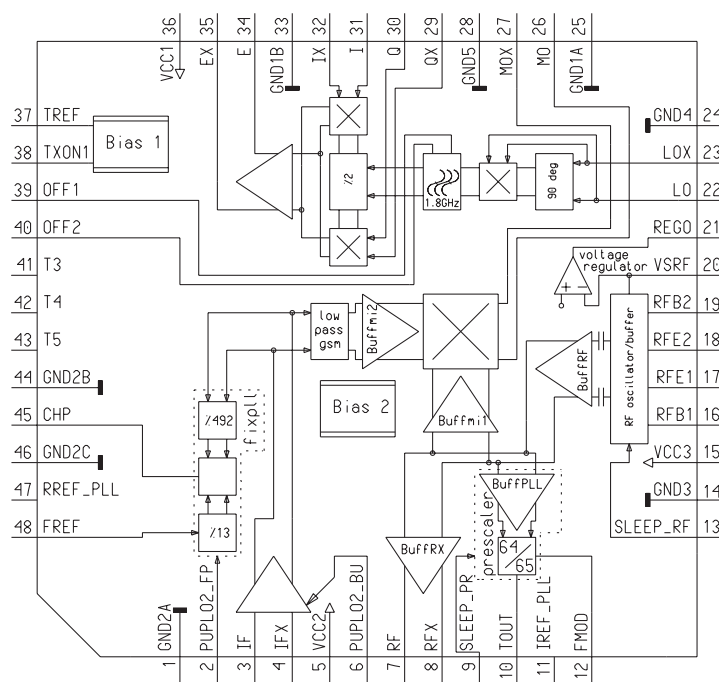 36 35 34 33 32 31 30 29 28 27 26 25
VCC1 EX E GND1B IX I Q QX GND5 MOX MO GND1A
37 TREF
38 TXON1
39 OFF1
40 OFF2
41 T3
42 T4
43 T5
44 GND2B
45 CHP
46 GND2C
47 RREF_PLL
48 FREF
Bias 1
٪2
1.8GHz
90 deg
GND4 24
LOX 23
LO 22
REGO 21
VSRF 20
RFB2 19
RFE2 18
RFE1 17
RFB1 16
VCC3 15
GND3 14
SLEEP_RF 13
voltage
regulator
+ -
low
pass
gsm
Buffmi2
BuffRF
RF oscillator/buffer
Bias 2
Buffmi1
٪492
fixpll
٪13
BuffRX
BuffPLL
prescaler
64
65
GND2A PUPLO2_FP IF IFX VCC2 PUPLO2_BU RF RFX SLEEP_PR TOUT IREF_PLL FMOD
1 2 3 4 5 6 7 8 9 10 11 12